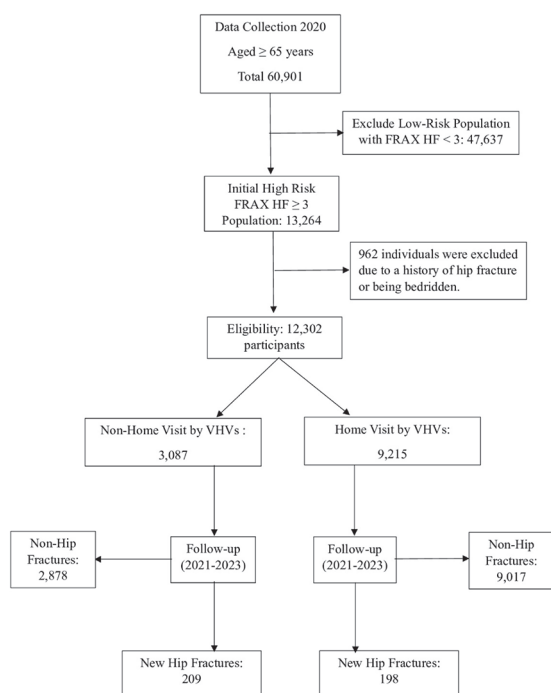 Data Collection 2020
Aged ≥ 65 years
Total 60,901
Exclude Low-Risk Population
with FRAX HF < 3: 47,637
Initial High Risk
FRAX HF ≥ 3
Population: 13,264
962 individuals were excluded
due to a history of hip fracture
or being bedridden.
Eligibility: 12,302
participants
Non-Home Visit by VHVs :
3,087
Home Visit by VHVs:
9,215
Non-Hip
Fractures:
2,878
Follow-up
(2021-2023)
Follow-up
(2021-2023)
Non-Hip
Fractures:
9,017
New Hip Fractures:
209
New Hip Fractures:
198